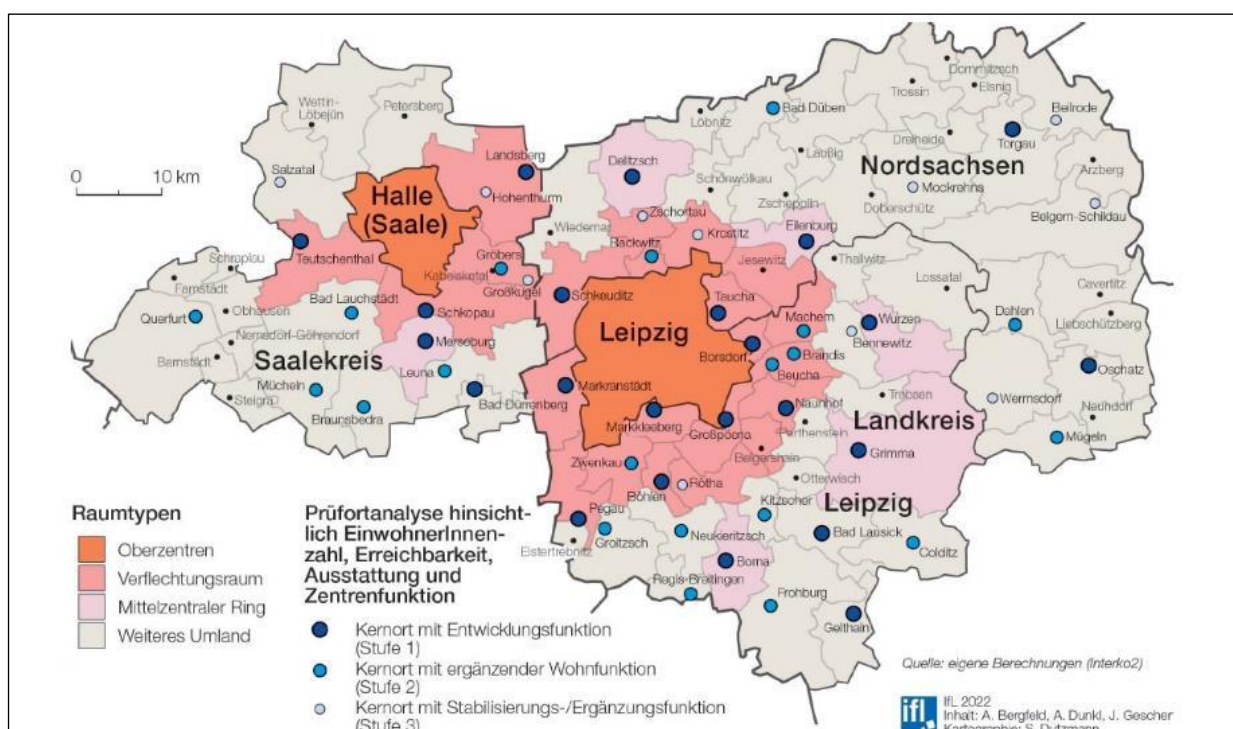 Dommitzsch
Trossin
Elsnig
Wettin-
Löbejün
Petersberg
Löbnitz
Bad Düben
Beilrode
Landsberg
Delitzsch
Dreiheide
Torgau
0 10 km
Salzatal
Laußig
Nordsachsen
Arzberg
Halle
(Saale)
Hohenthurm
Schönwölkau
Zschepplin
Mockrehna
Doberschütz
Belgern-Schildau
Zschortau
Wiedemar
Krostitz
Eilenburg
Teutschenthal
Rackwitz
Gröbers
Kabelsketal
Jesewitz
Thallwitz
Schraplau
Farnstädt
Großkugel
Lossatal
Cavertitz
Bad Lauchstädt
Schkeuditz
Taucha
Obhausen
Schkopau
Machern
Wurzen
Dahlen
Liebschützberg
Querfurt
Nemsdorf-Göhrendorf
Merseburg
Leipzig
Borsdorf
Brandis
Bennewitz
Barnstädt
Saalekreis
Leuna
Beucha
Oschatz
Mücheln
Markranstädt
Steigra
Bad Dürrenberg
Naunhof
Trebsen
Wermsdorf
Naundorf
Braunsbedra
Markkleeberg
Großpösna
Parthenstein
Landkreis
Leipzig
Mügeln
Zwenkau
Belgershain
Grimma
Böhlen
Rötha
Otterwisch
Kitzscher
Pegau
Groitzsch
Neukieritzsch
Bad Lausick
Elstertrebnitz
Colditz
Borna
Regis-Breitingen
Frohburg
Geithain
Raumtypen
Oberzentren
Verflechtungsraum
Mittelzentraler Ring
Weiteres Umland
Prüfortanalyse hinsicht-
lich EinwohnerInnen-
zahl, Erreichbarkeit,
Ausstattung und
Zentrenfunktion
Kernort mit Entwicklungsfunktion
(Stufe 1)
Kernort mit ergänzender Wohnfunktion
(Stufe 2)
Kernort mit Stabilisierungs-/Ergänzungsfunktion
(Stufe 3)
Quelle: eigene Berechnungen (Interko2)
ifl
IfL 2022
Inhalt: A. Bergfeld, A. Dunkl, J. Gescher
Kartographie: S. Dutzmann